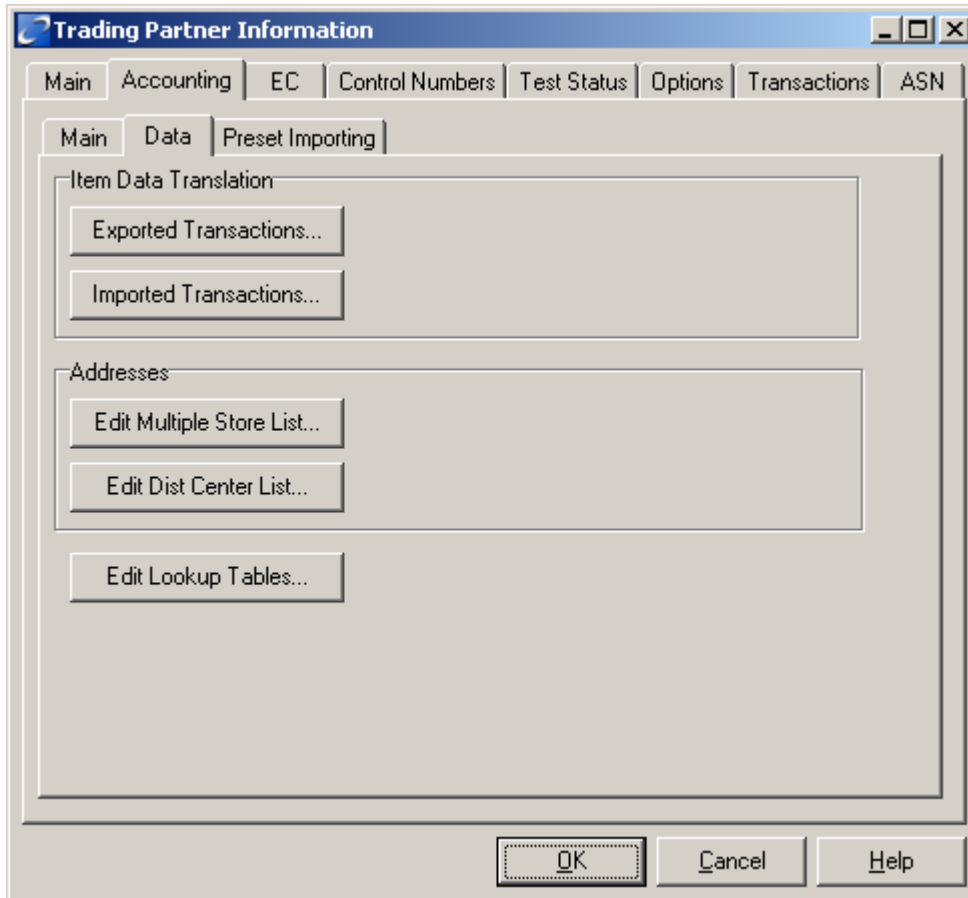 Trading Partner Information
Main Accounting EC Control Numbers Test Status Options Transactions ASN
Main Data Preset Importing
Item Data Translation
Exported Transactions...
Imported Transactions...
Addresses
Edit Multiple Store List...
Edit Dist Center List...
Edit Lookup Tables...
OK Cancel Help